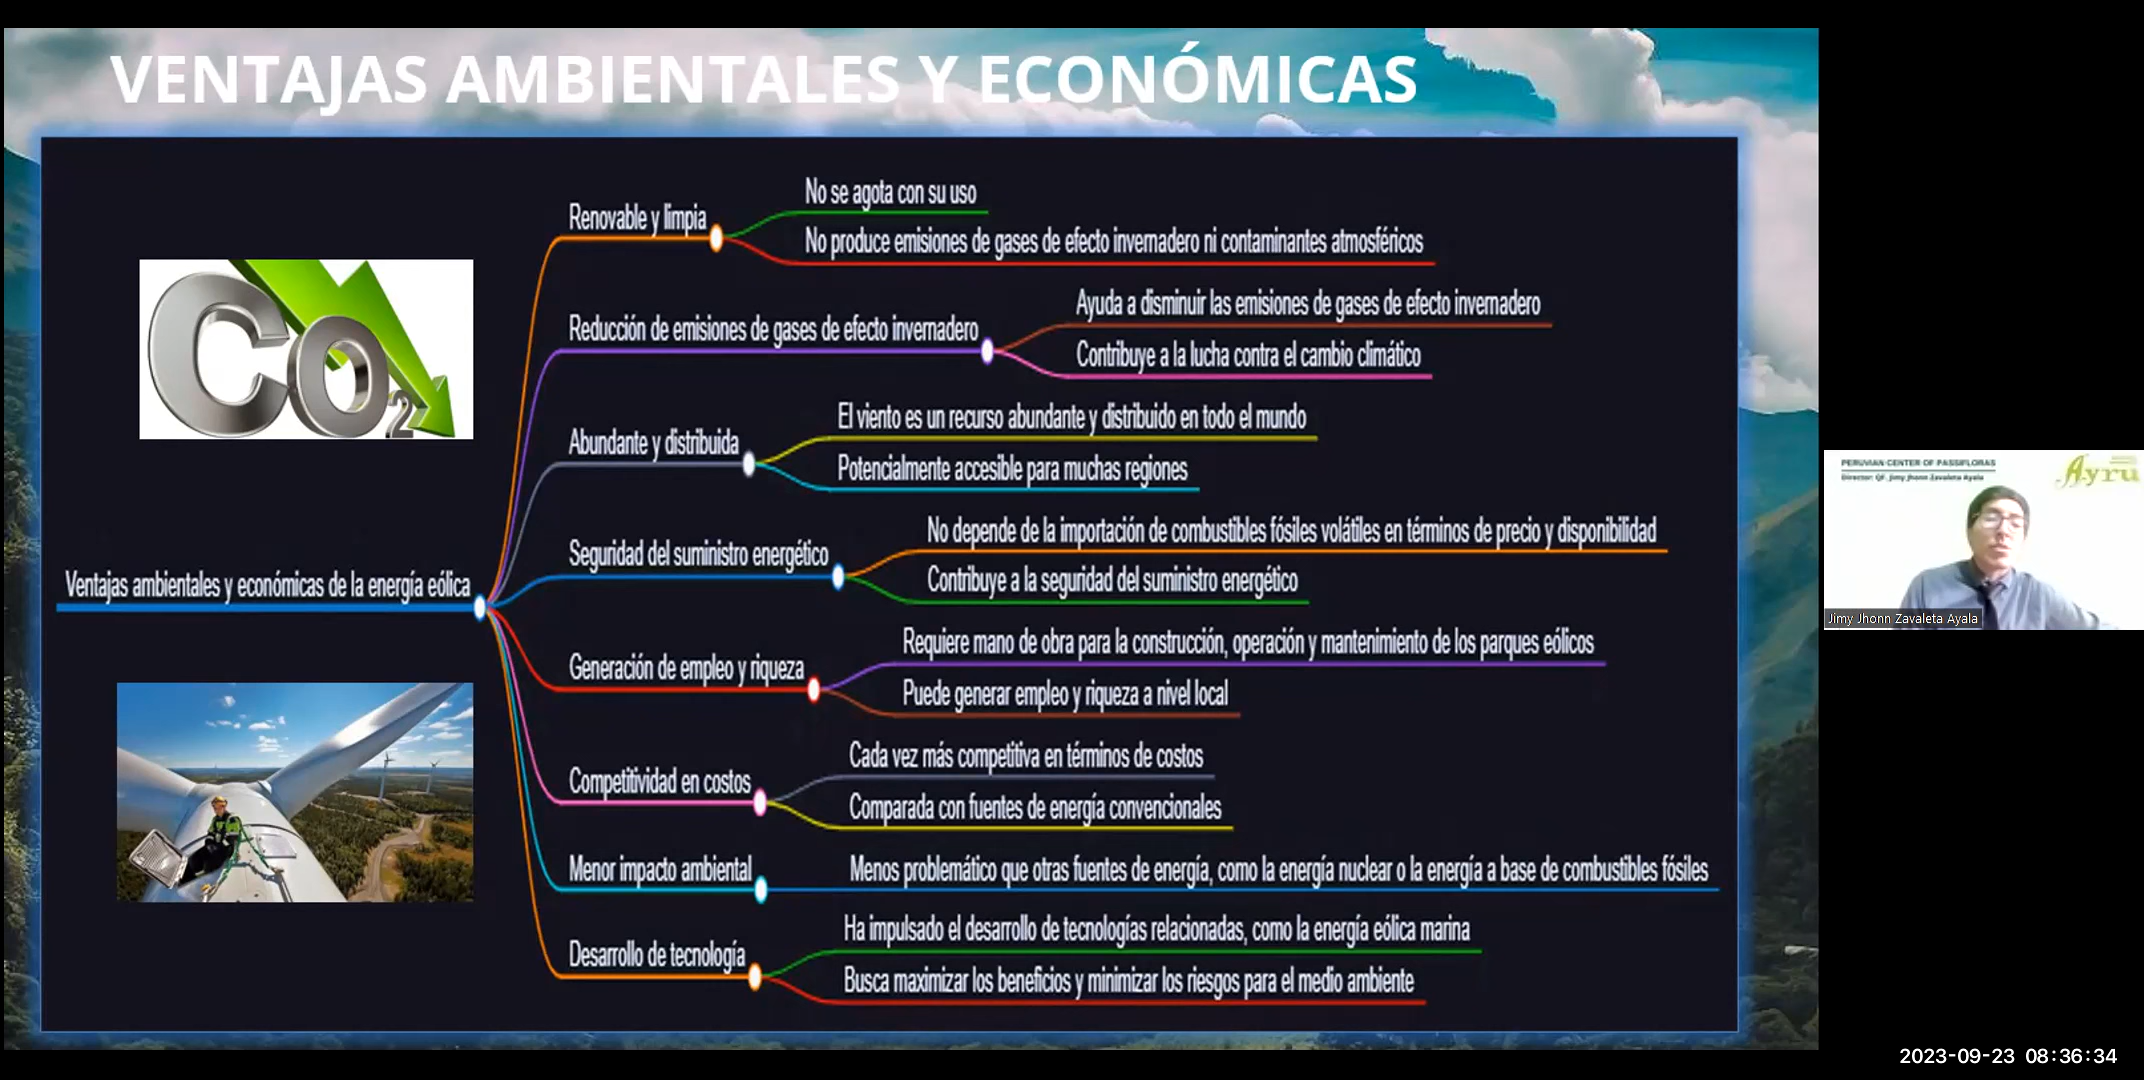 VENTAJAS AMBIENTALES Y ECONÓMICAS
No se agota con su uso
Renovable y limpia
No produce emisiones de gases de efecto invernadero ni contaminantes atmosféricos
Ayuda a disminuir las emisiones de gases de efecto invernadero
Reducción de emisiones de gases de efecto invernadero
Contribuye a la lucha contra el cambio climático
CO2
El viento es un recurso abundante y distribuido en todo el mundo
Abundante y distribuida
Potencialmente accesible para muchas regiones
No depende de la importación de combustibles fósiles volátiles en términos de precio y disponibilidad
Seguridad del suministro energético
Contribuye a la seguridad del suministro energético
Ventajas ambientales y económicas de la energía eólica
Requiere mano de obra para la construcción, operación y mantenimiento de los parques eólicos
Generación de empleo y riqueza
Puede generar empleo y riqueza a nivel local
Cada vez más competitiva en términos de costos
Competitividad en costos
Comparada con fuentes de energía convencionales
Menor impacto ambiental
Menos problemático que otras fuentes de energía, como la energía nuclear o la energía a base de combustibles fósiles
Ha impulsado el desarrollo de tecnologías relacionadas, como la energía eólica marina
Desarrollo de tecnología
Busca maximizar los beneficios y minimizar los riesgos para el medio ambiente
PERUVIAN CENTER OF PASSIFLORAS
Director: QF. Jimy Jhonn Zavaleta Ayala
Ayru
Jimy Jhonn Zavaleta Ayala
2023-09-23 08:36:34